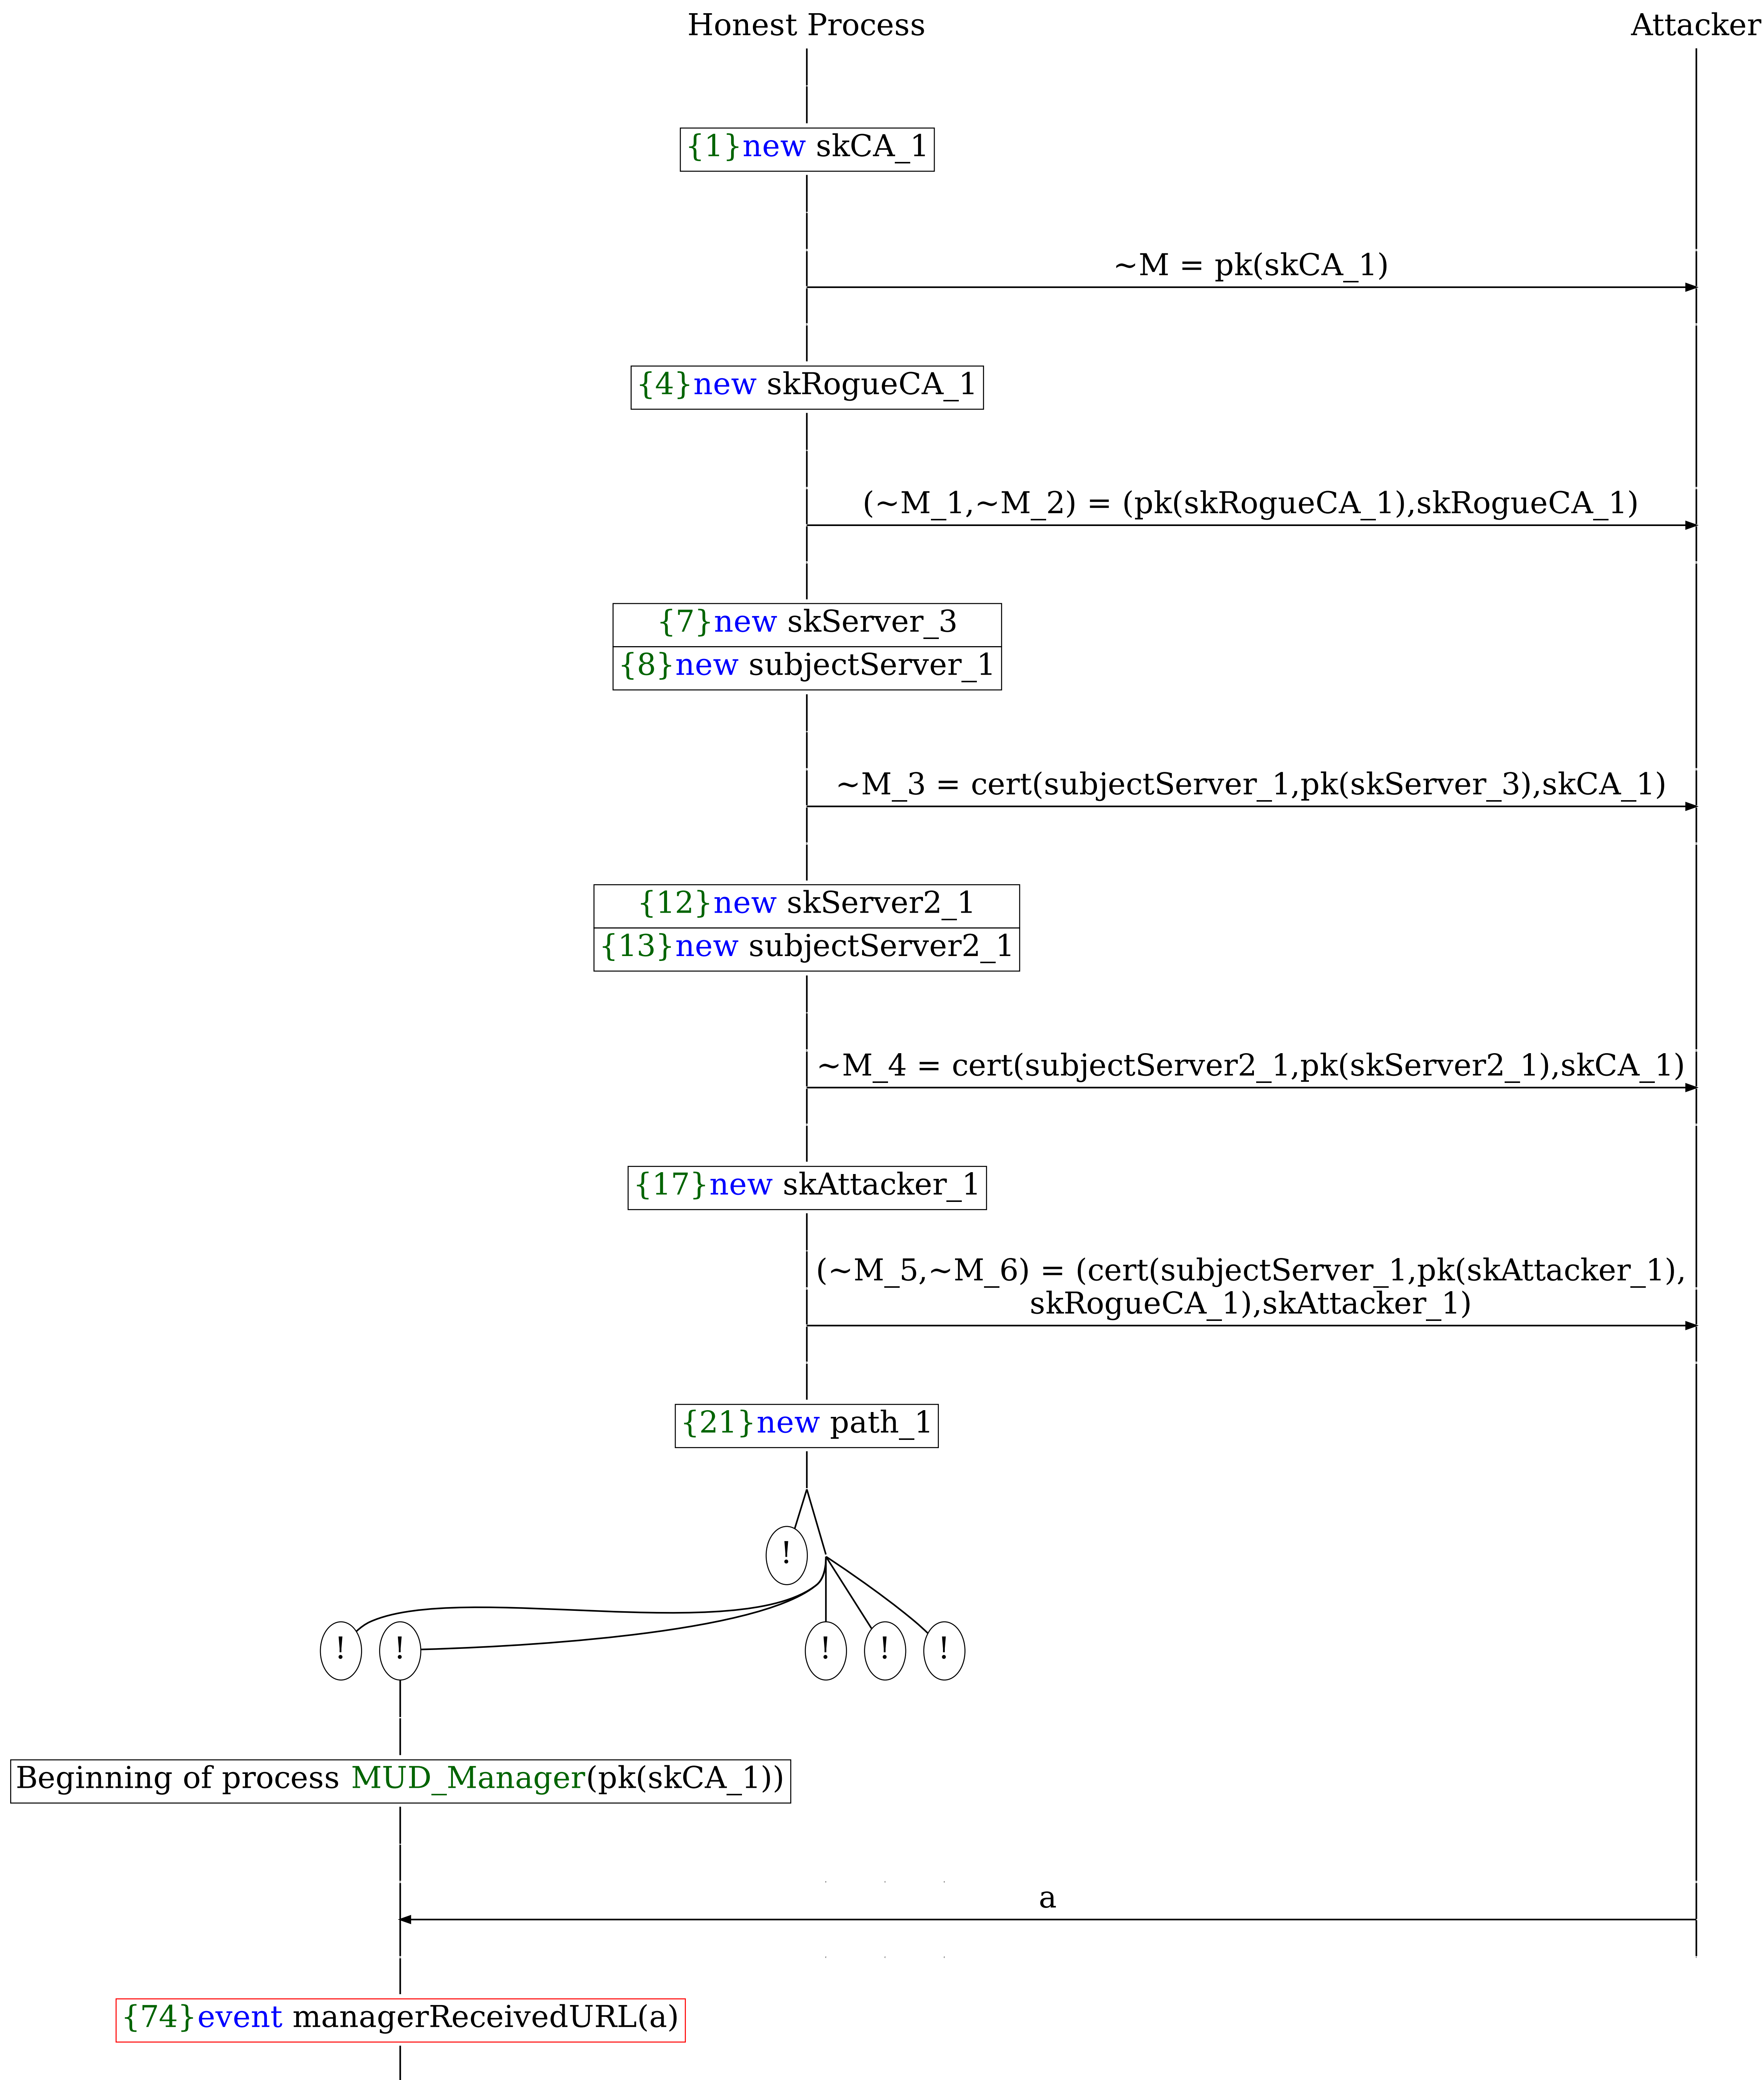 Honest Process
Attacker
{1}new skCA_1
~M = pk(skCA_1)
{4}new skRogueCA_1
(~M_1,~M_2) = (pk(skRogueCA_1),skRogueCA_1)
{7}new skServer_3
{8}new subjectServer_1
~M_3 = cert(subjectServer_1,pk(skServer_3),skCA_1)
{12}new skServer2_1
{13}new subjectServer2_1
~M_4 = cert(subjectServer2_1,pk(skServer2_1),skCA_1)
{17}new skAttacker_1
(~M_5,~M_6) = (cert(subjectServer_1,pk(skAttacker_1),
skRogueCA_1),skAttacker_1)
{21}new path_1
!
! ! ! ! !
Beginning of process MUD_Manager(pk(skCA_1))
a
{74}event managerReceivedURL(a)